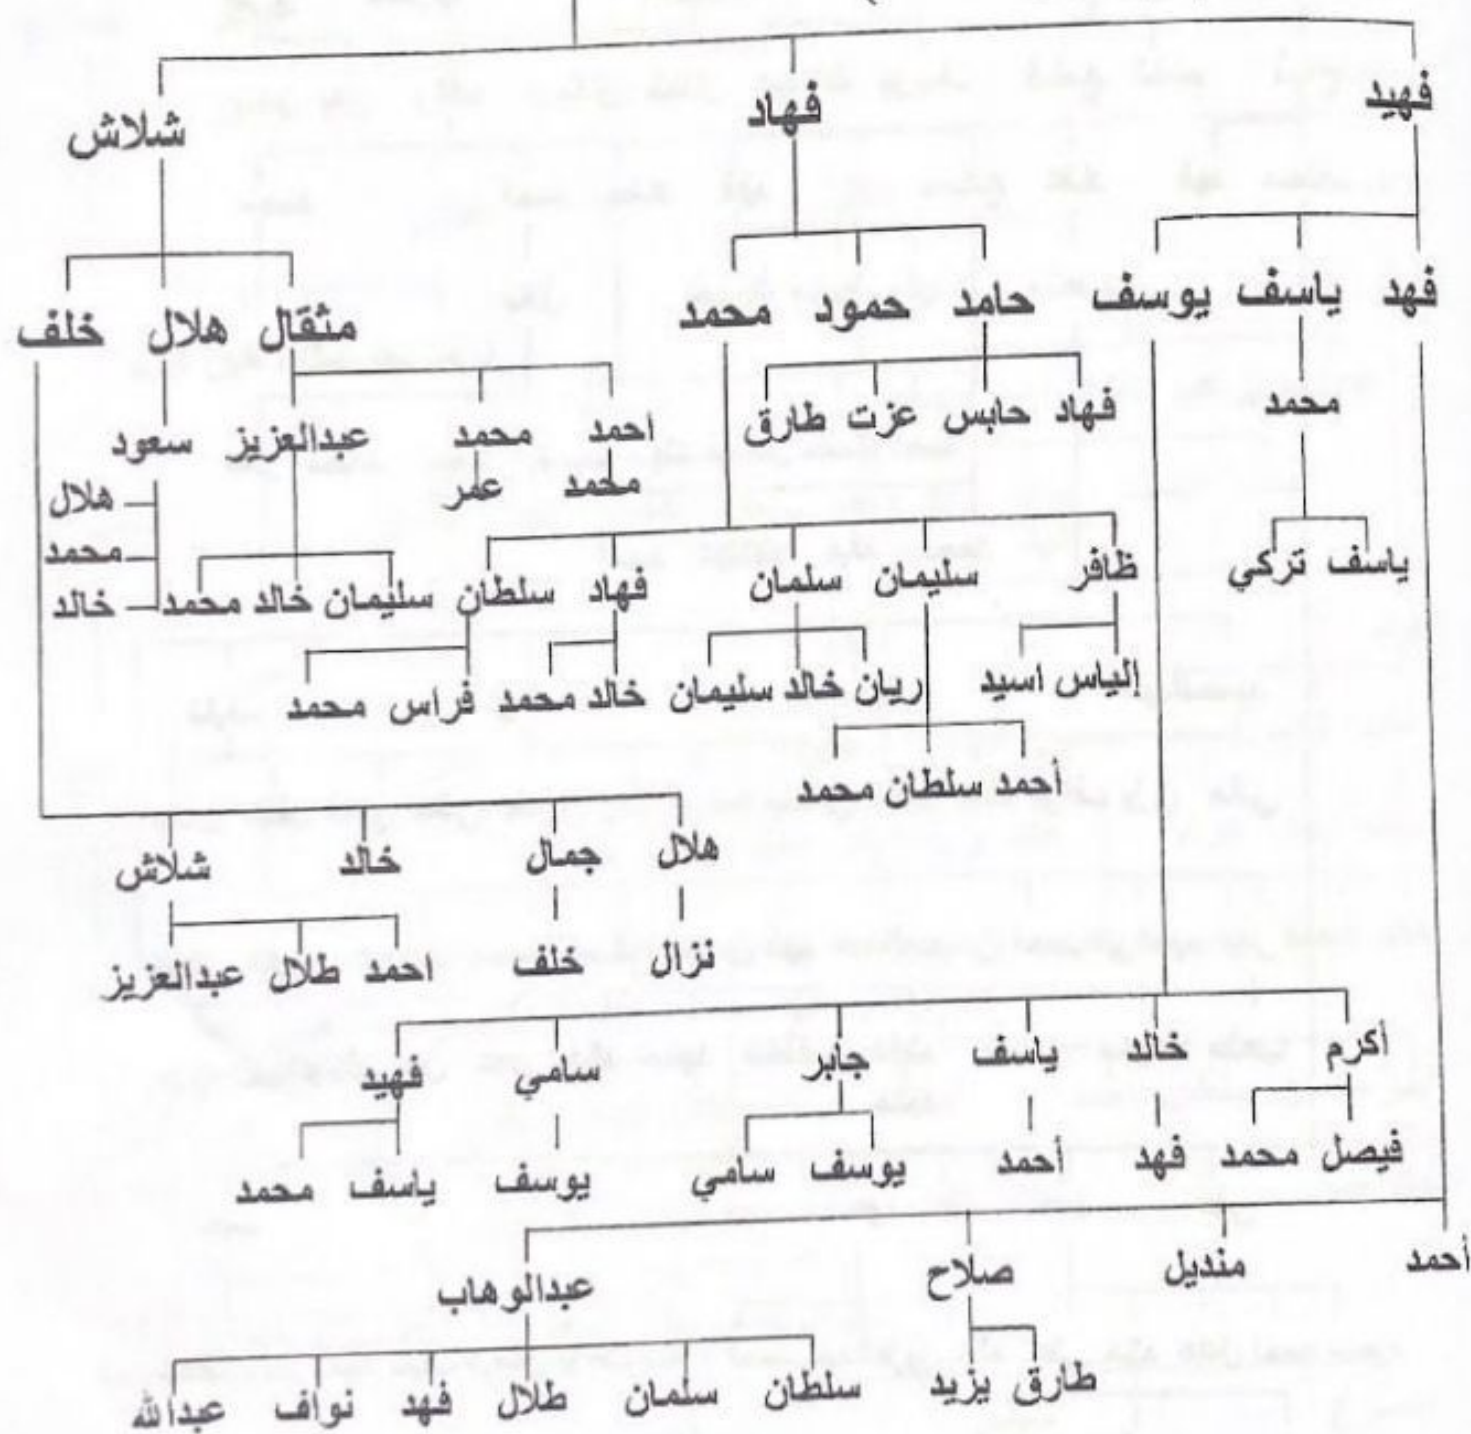 فهيد فهاد شلاش
فهد ياسف يوسف حامد حمود محمد مثقال هلال خلف
محمد فهاد حابس عزت طارق احمد محمد عبدالعزيز سعود
محمد عمر هلال
محمد
ياسف تركي ظافر سليمان سلمان فهاد سلطان سليمان خالد محمد خالد
إلياس اسيد ريان خالد سليمان خالد محمد فراس محمد
أحمد سلطان محمد
هلال جمال خالد شلاش
نزال خلف احمد طلال عبدالعزيز
أكرم خالد ياسف جابر سامي فهيد
فيصل محمد فهد أحمد يوسف سامي يوسف ياسف محمد
أحمد منديل صلاح عبدالوهاب
طارق يزيد سلطان سلمان طلال فهد نواف عبدالله